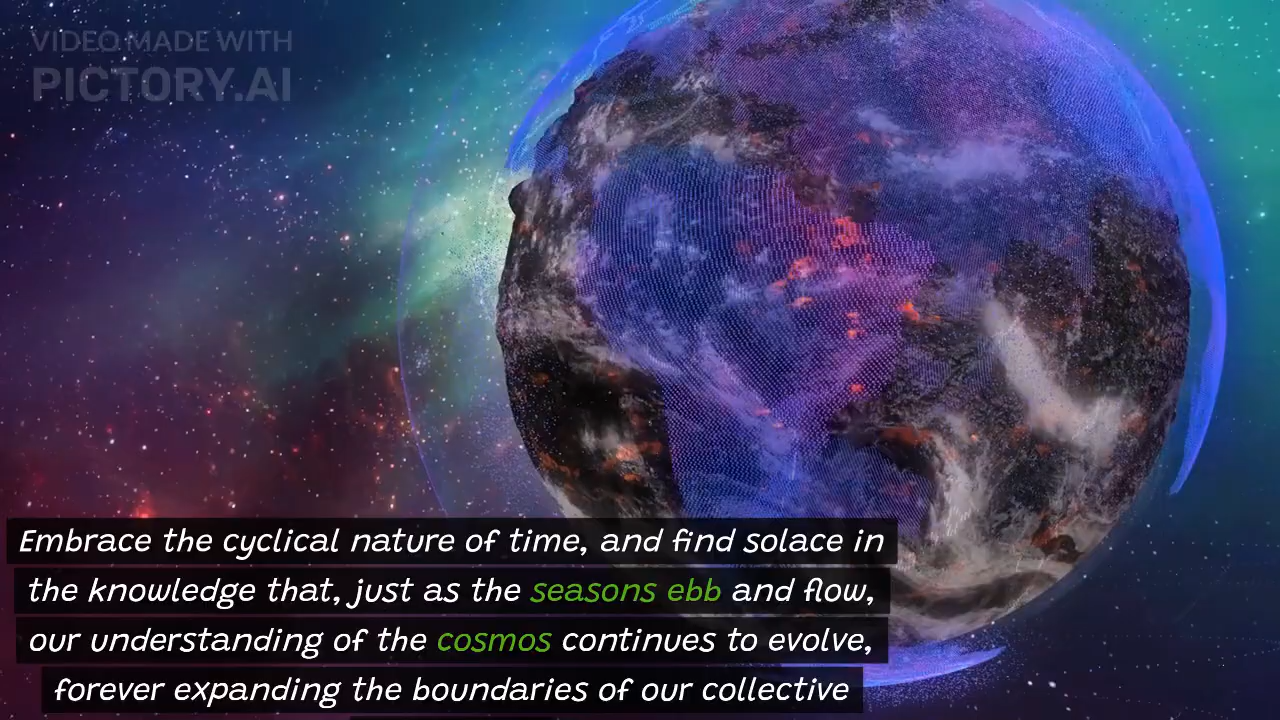 VIDEO MADE WITH
PICTORY.AI
Embrace the cyclical nature of time, and find solace in
the knowledge that, just as the seasons ebb and flow,
our understanding of the cosmos continues to evolve,
forever expanding the boundaries of our collective